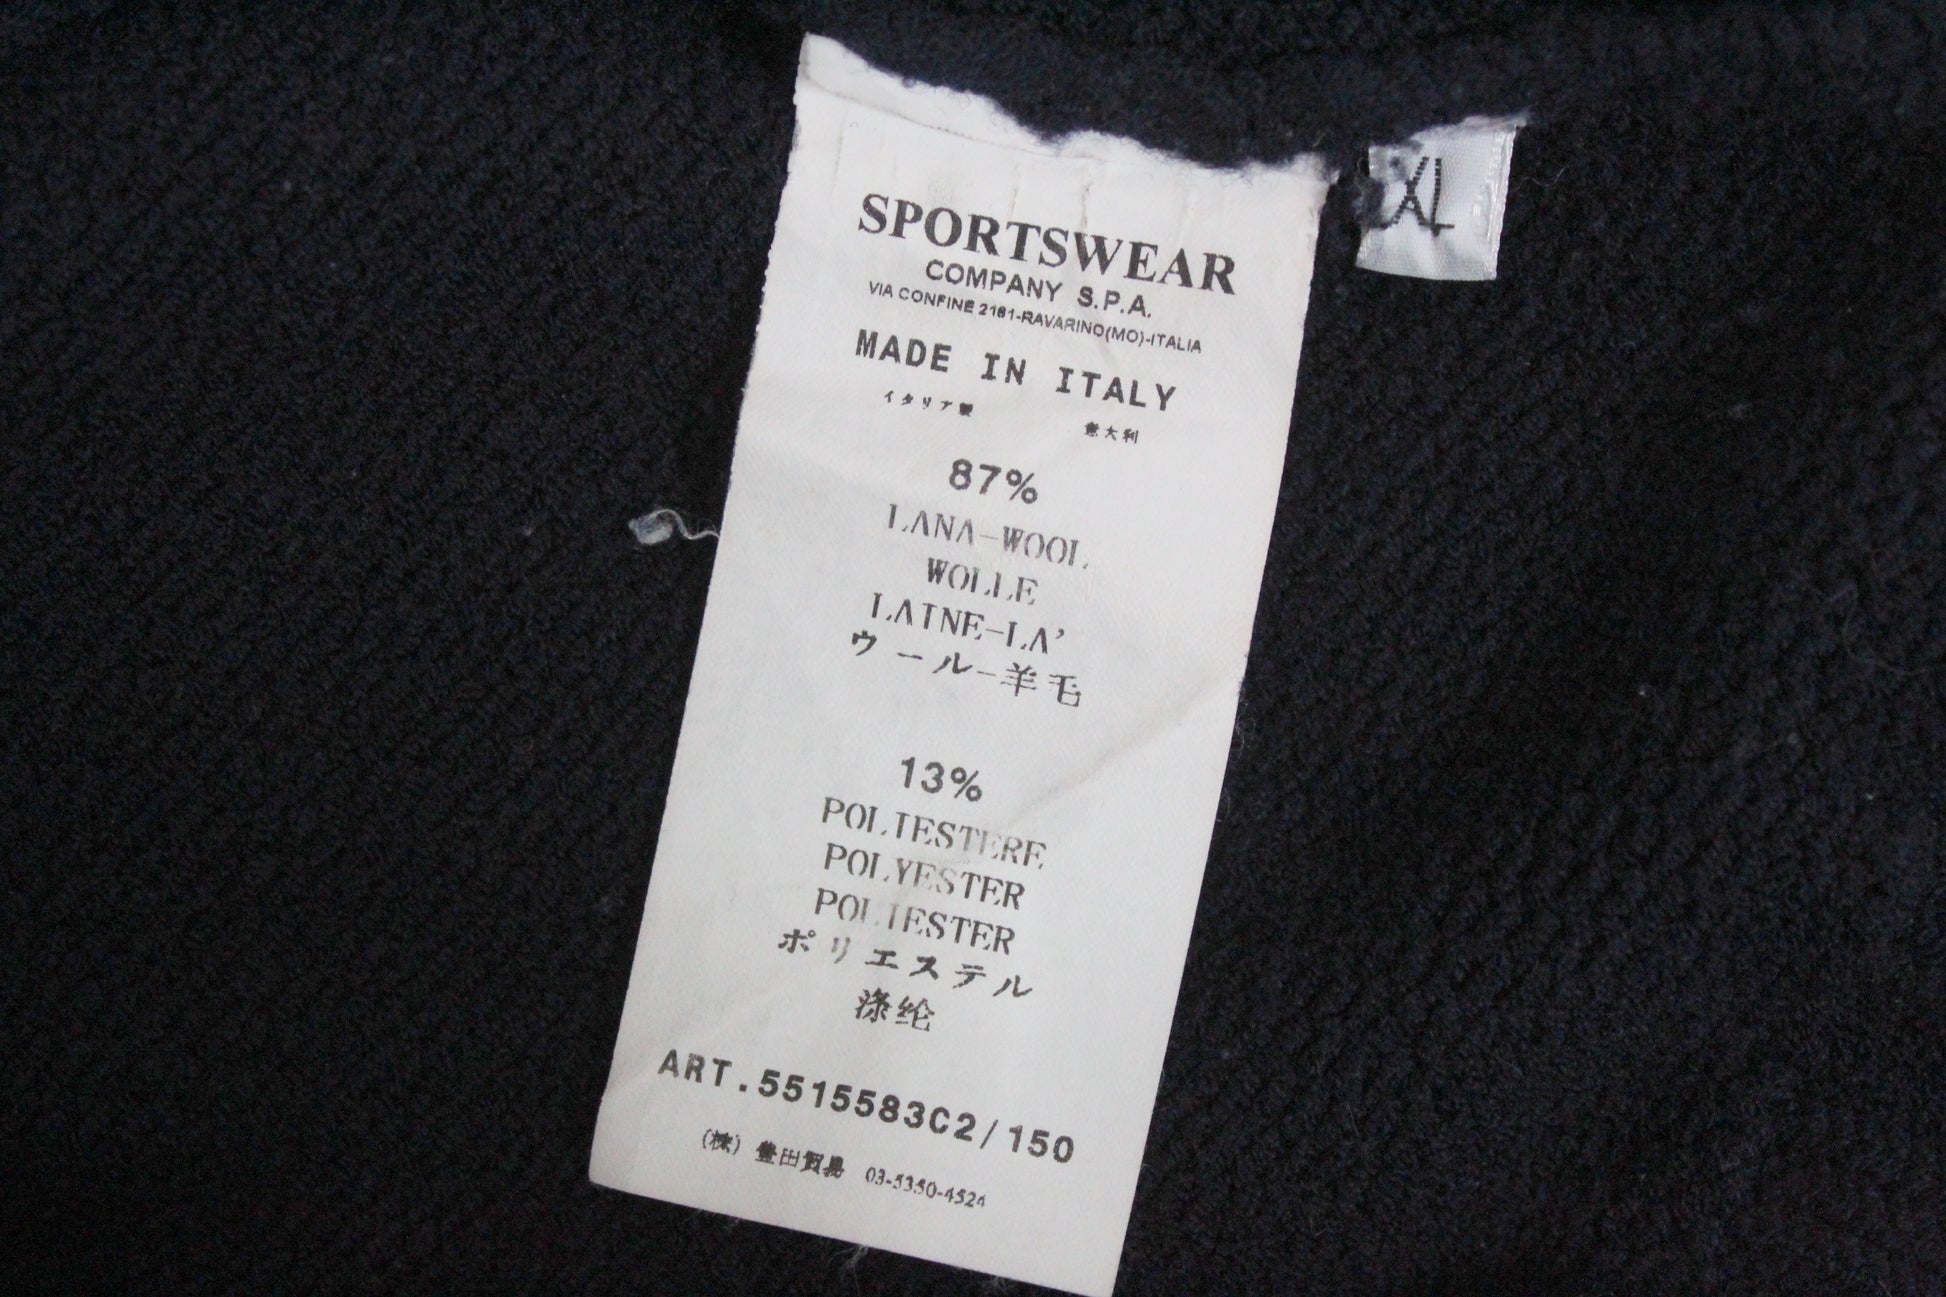 SPORTSWEAR
COMPANY S.P.A.
VIA CONFINE 2161-RAVARINO(MO)-ITALIA
MADE IN ITALY
イタリア製 意大利
87%
LANA-WOOL
WOLLE
LAINE-LA'
ウール-羊毛
13%
POLIESTERE
POLYESTER
POLIESTER
ポリエステル
涤纶
ART.5515583C2/150
(株) 豊田貿易 03-5350-4524
XL